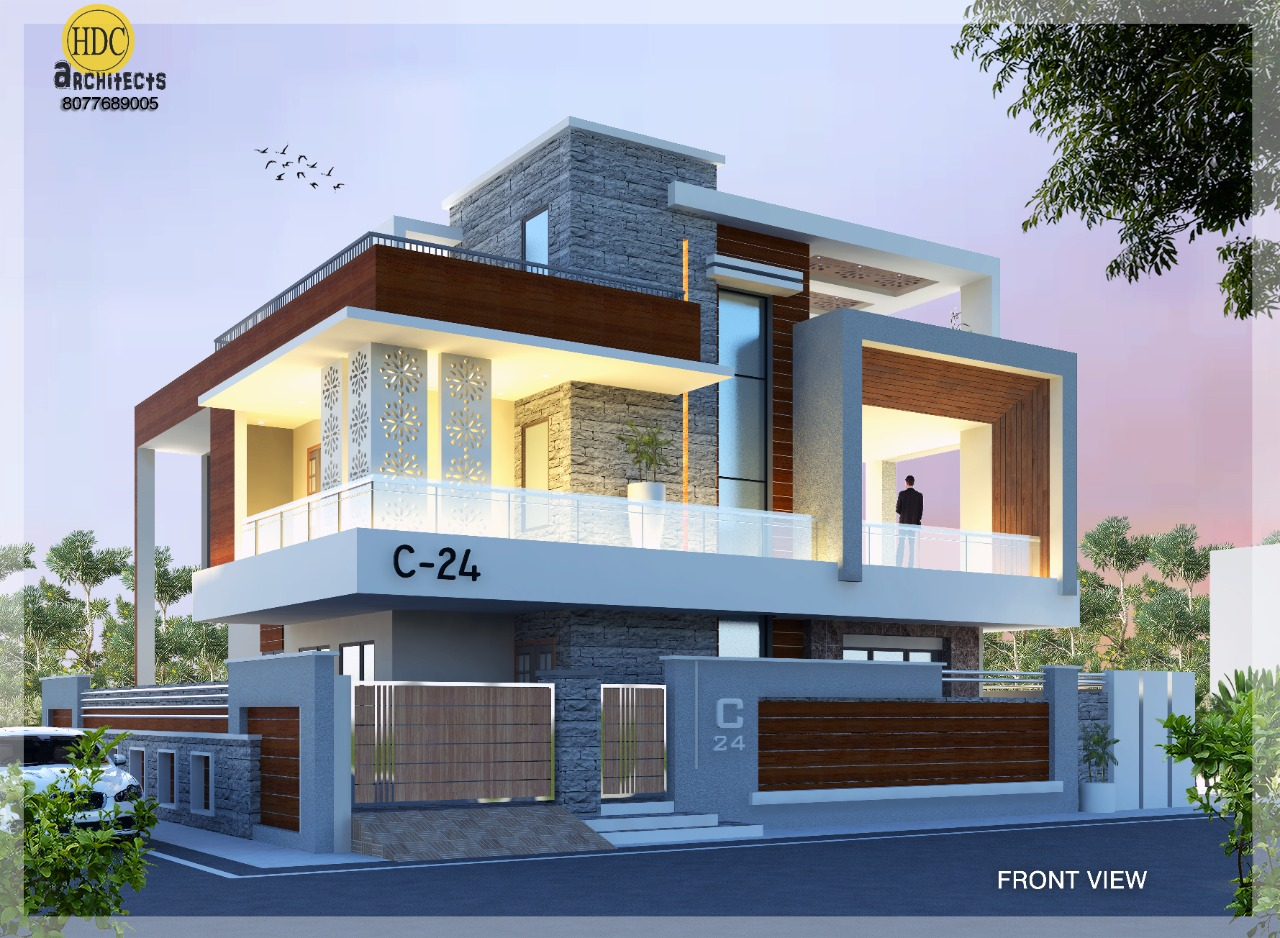 HDC
ARCHITECTS
8077689005
C-24
C
24
FRONT VIEW